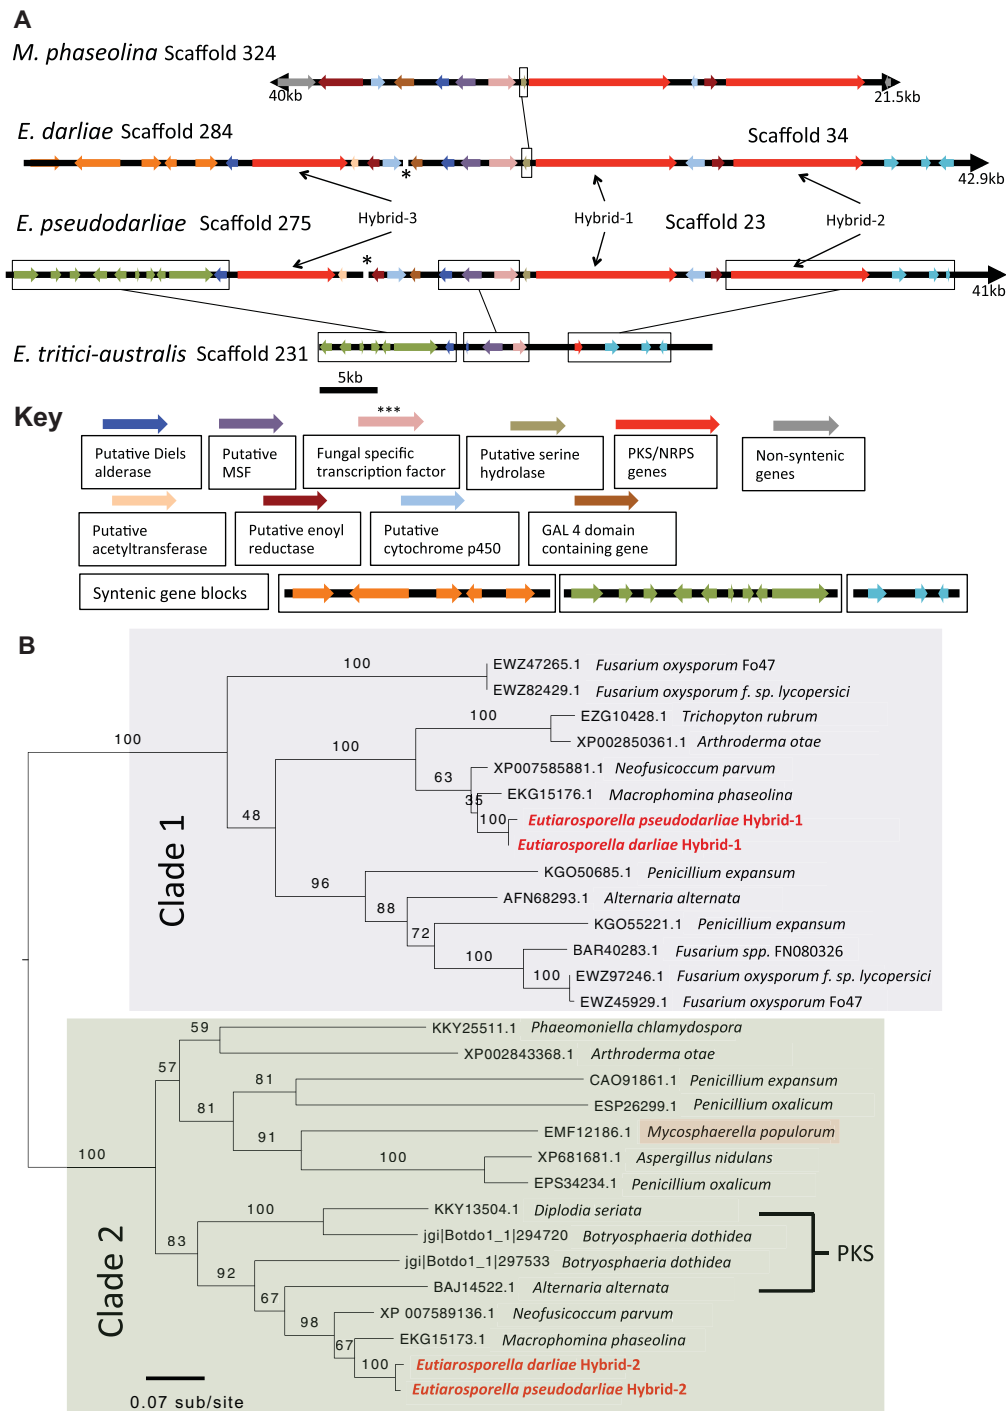 A
M. phaseolina Scaffold 324
40kb
21.5kb
E. darliae Scaffold 284
Scaffold 34
*
42.9kb
Hybrid-3
Hybrid-1
Hybrid-2
E. pseudodarliae Scaffold 275
Scaffold 23
*
41kb
E. tritici-australis Scaffold 231
5kb
Key
***
Putative Diels alderase
Putative MSF
Fungal specific transcription factor
Putative serine hydrolase
PKS/NRPS genes
Non-syntenic genes
Putative acetyltransferase
Putative enoyl reductase
Putative cytochrome p450
GAL 4 domain containing gene
Syntenic gene blocks
B
Clade 1
100
100
EWZ47265.1 Fusarium oxysporum Fo47
EWZ82429.1 Fusarium oxysporum f. sp. lycopersici
48
100
100
EZG10428.1 Trichopyton rubrum
XP002850361.1 Arthroderma otae
63
XP007585881.1 Neofusicoccum parvum
35
EKG15176.1 Macrophomina phaseolina
100
Eutiarosporella pseudodarliae Hybrid-1
Eutiarosporella darliae Hybrid-1
96
KGO50685.1 Penicillium expansum
88
AFN68293.1 Alternaria alternata
72
KGO55221.1 Penicillium expansum
100
BAR40283.1 Fusarium spp. FN080326
100
EWZ97246.1 Fusarium oxysporum f. sp. lycopersici
EWZ45929.1 Fusarium oxysporum Fo47
Clade 2
100
57
59
KKY25511.1 Phaeomoniella chlamydospora
XP002843368.1 Arthroderma otae
81
81
CAO91861.1 Penicillium expansum
ESP26299.1 Penicillium oxalicum
91
EMF12186.1 Mycosphaerella populorum
100
XP681681.1 Aspergillus nidulans
EPS34234.1 Penicillium oxalicum
83
100
KKY13504.1 Diplodia seriata
jgi|Botdo1_1|294720 Botryosphaeria dothidea
PKS
92
jgi|Botdo1_1|297533 Botryosphaeria dothidea
67
BAJ14522.1 Alternaria alternata
98
XP 007589136.1 Neofusicoccum parvum
67
EKG15173.1 Macrophomina phaseolina
100
Eutiarosporella darliae Hybrid-2
Eutiarosporella pseudodarliae Hybrid-2
0.07 sub/site